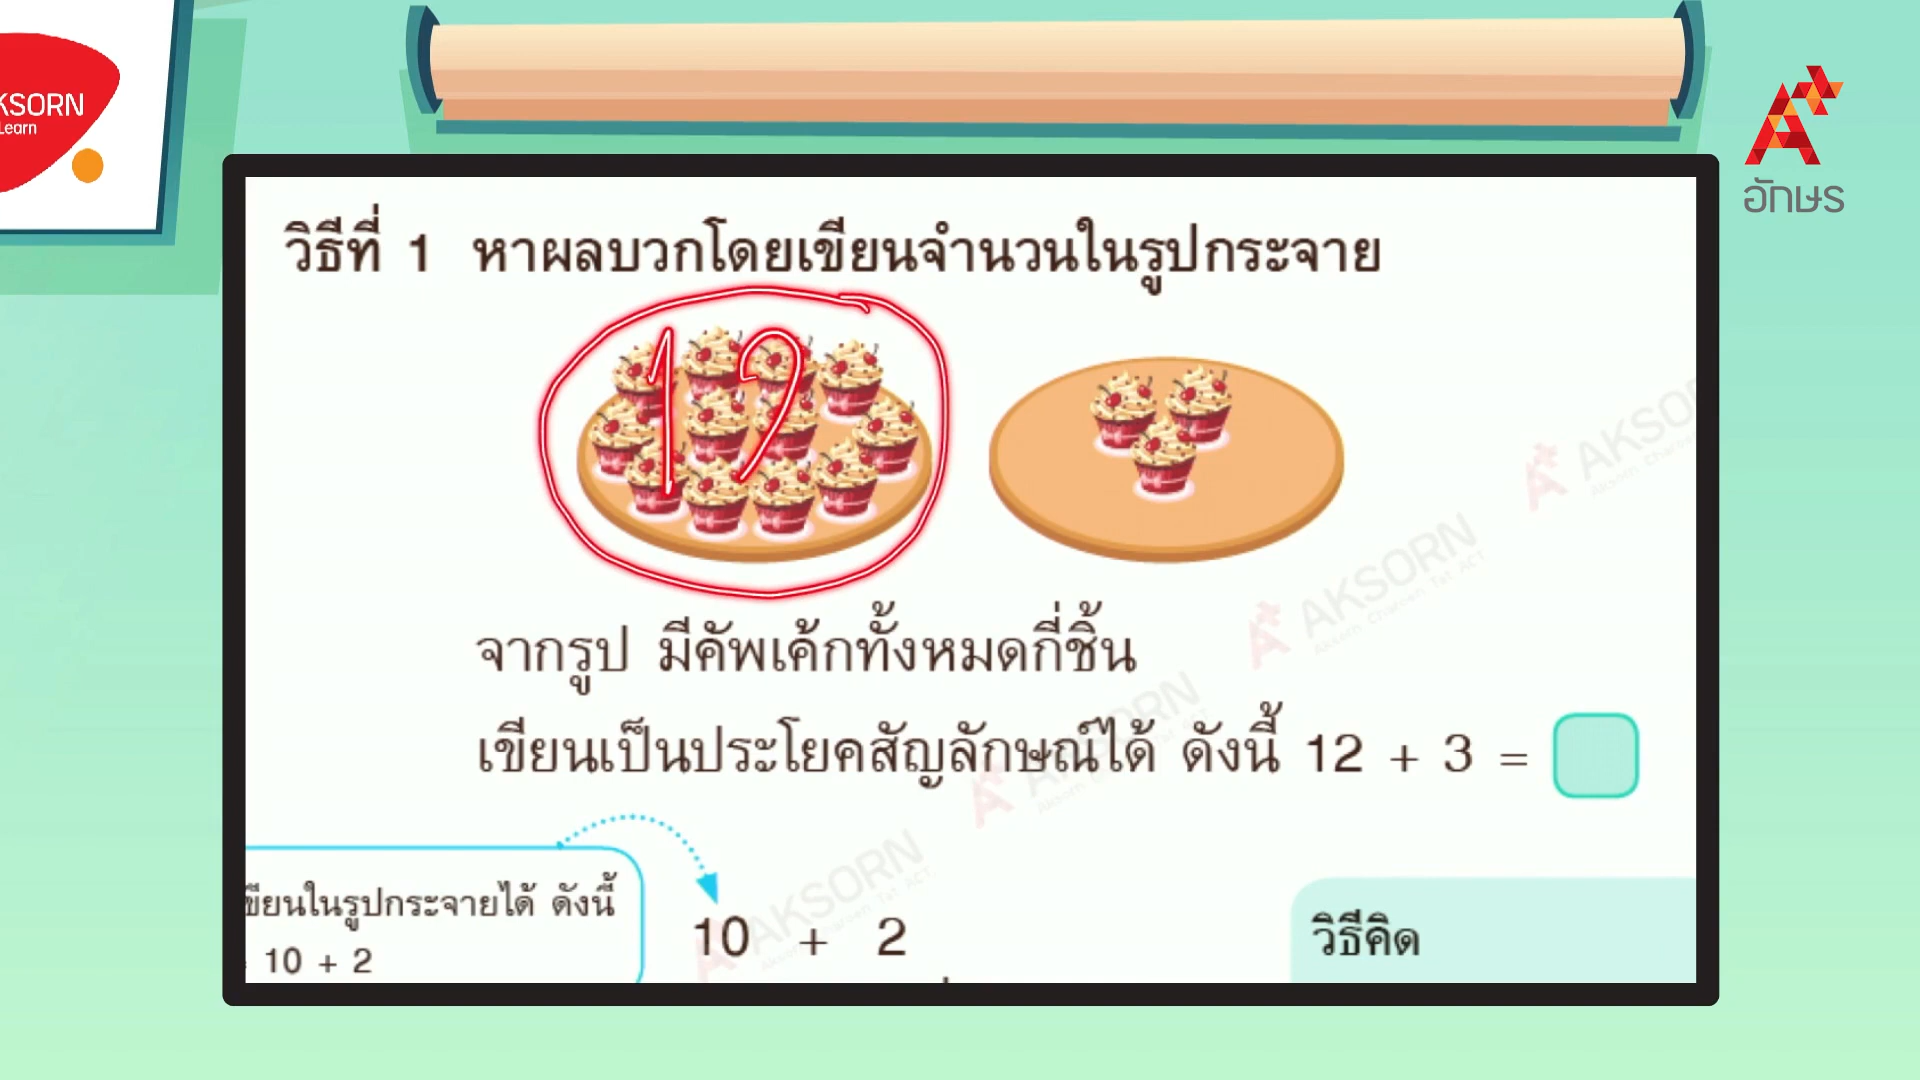 KSORN
Learn
อักษร
วิธีที่ 1 หาผลบวกโดยเขียนจำนวนในรูปกระจาย
12
จากรูป มีคัพเค้กทั้งหมดกี่ชิ้น
เขียนเป็นประโยคสัญลักษณ์ได้ ดังนี้ 12 + 3 =
ขียนในรูปกระจายได้ ดังนี้
10 + 2
10 + 2
วิธีคิด
AKSORN
AKSORN
AKSORN
AKSORN